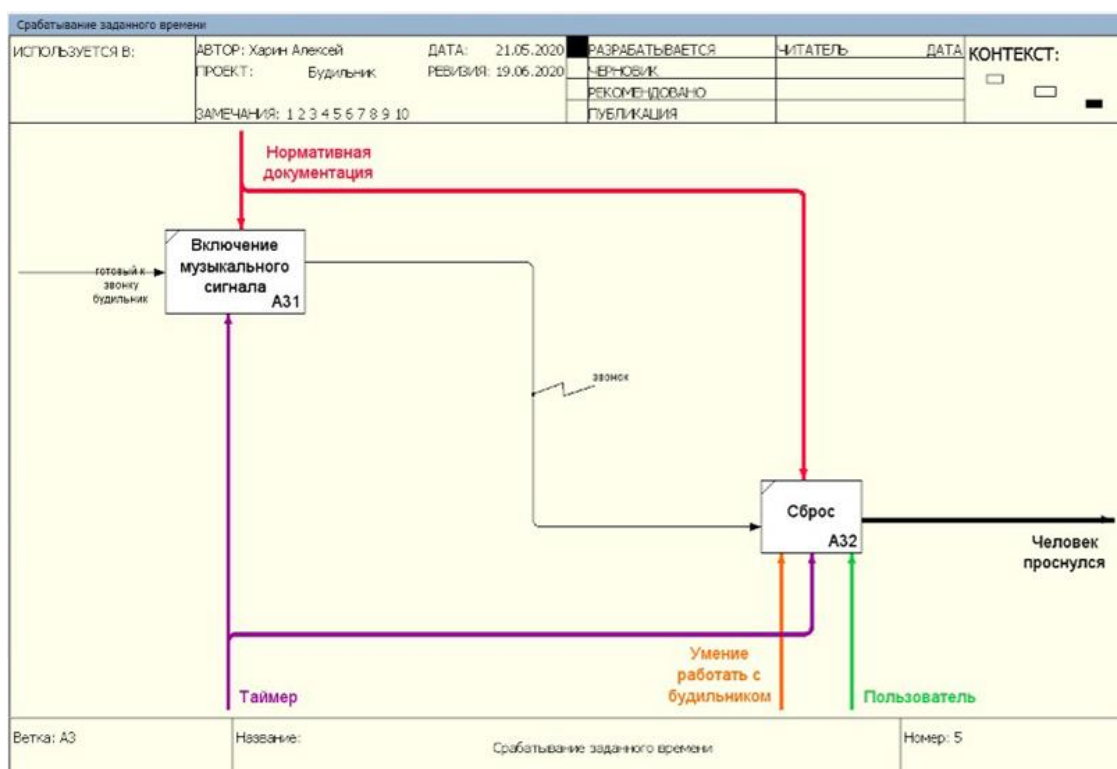 Срабатывание заданного времени
ИСПОЛЬЗУЕТСЯ В:
АВТОР: Харин Алексей
ДАТА: 21.05.2020
ПРОЕКТ: Будильник
РЕВИЗИЯ: 19.06.2020
ЗАМЕЧАНИЯ: 1 2 3 4 5 6 7 8 9 10
РАЗРАБАТЫВАЕТСЯ
ЧЕРНОВИК
РЕКОМЕНДОВАНО
ПУБЛИКАЦИЯ
ЧИТАТЕЛЬ
ДАТА
КОНТЕКСТ:
Нормативная
документация
Включение
музыкального
сигнала
A31
готовый к
звонку
будильник
звонок
Сброс
A32
Человек
проснулся
Умение
работать с
будильником
Таймер
Пользователь
Ветка: A3
Название:
Срабатывание заданного времени
Номер: 5